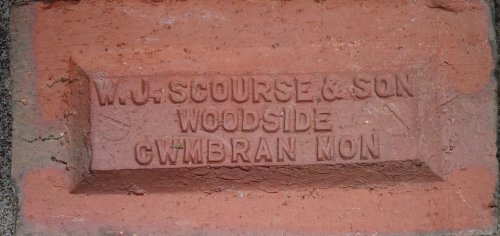 W. J. SCOURSE & SON
WOODSIDE
CWMBRAN MON